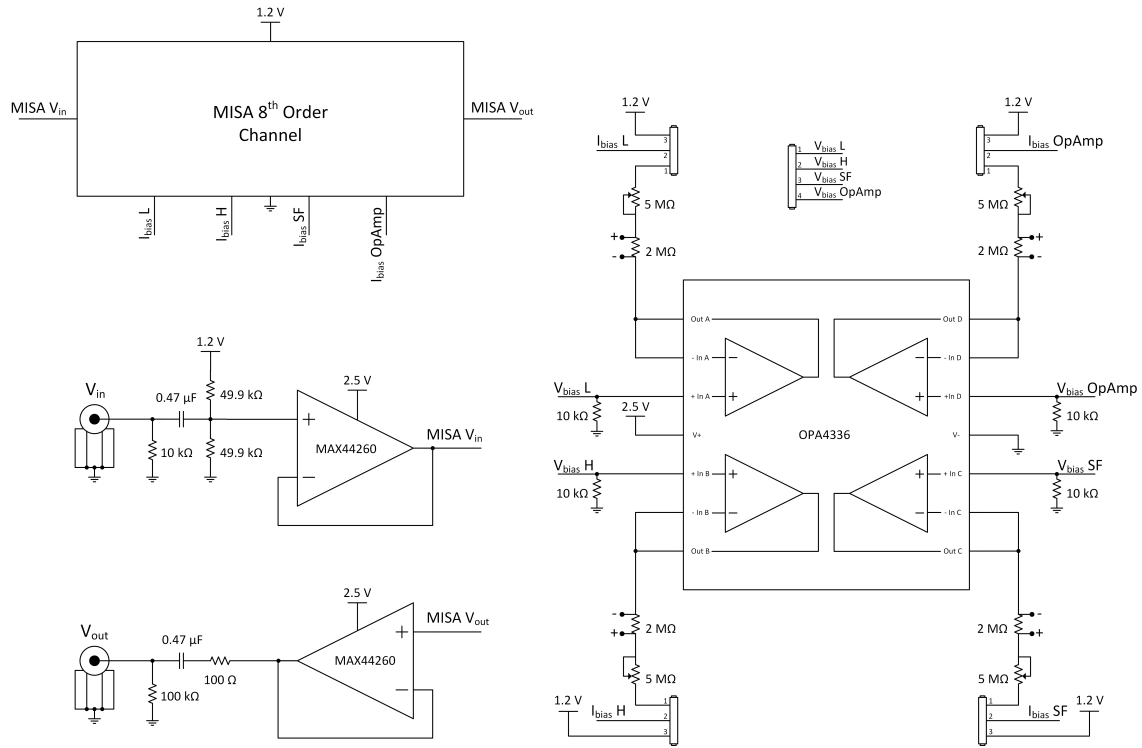 1.2 V
MISA Vin
MISA 8th Order
Channel
MISA Vout
Ibias L
Ibias H
Ibias SF
Ibias OpAmp
1.2 V
Vin
0.47 µF
49.9 kΩ
2.5 V
+
MAX44260
MISA Vin
10 kΩ
49.9 kΩ
−
2.5 V
Vout
0.47 µF
+
MISA Vout
MAX44260
100 Ω
−
100 kΩ
1.2 V
3
Ibias L
2
1
5 MΩ
+
2 MΩ
-
1 Vbias L
2 Vbias H
3 Vbias SF
4 Vbias OpAmp
1.2 V
3
Ibias OpAmp
2
1
5 MΩ
+
2 MΩ
-
Out A
Out D
- In A
−
−
- In D
Vbias L
+ In A
+
+
+In D
Vbias OpAmp
10 kΩ
10 kΩ
2.5 V
V+
OPA4336
V-
Vbias H
+ In B
+
+
+ In C
Vbias SF
10 kΩ
10 kΩ
- In B
−
−
- In C
Out B
Out C
-
2 MΩ
+
5 MΩ
1.2 V
1
Ibias H
2
3
-
2 MΩ
+
5 MΩ
1
1.2 V
2
Ibias SF
3